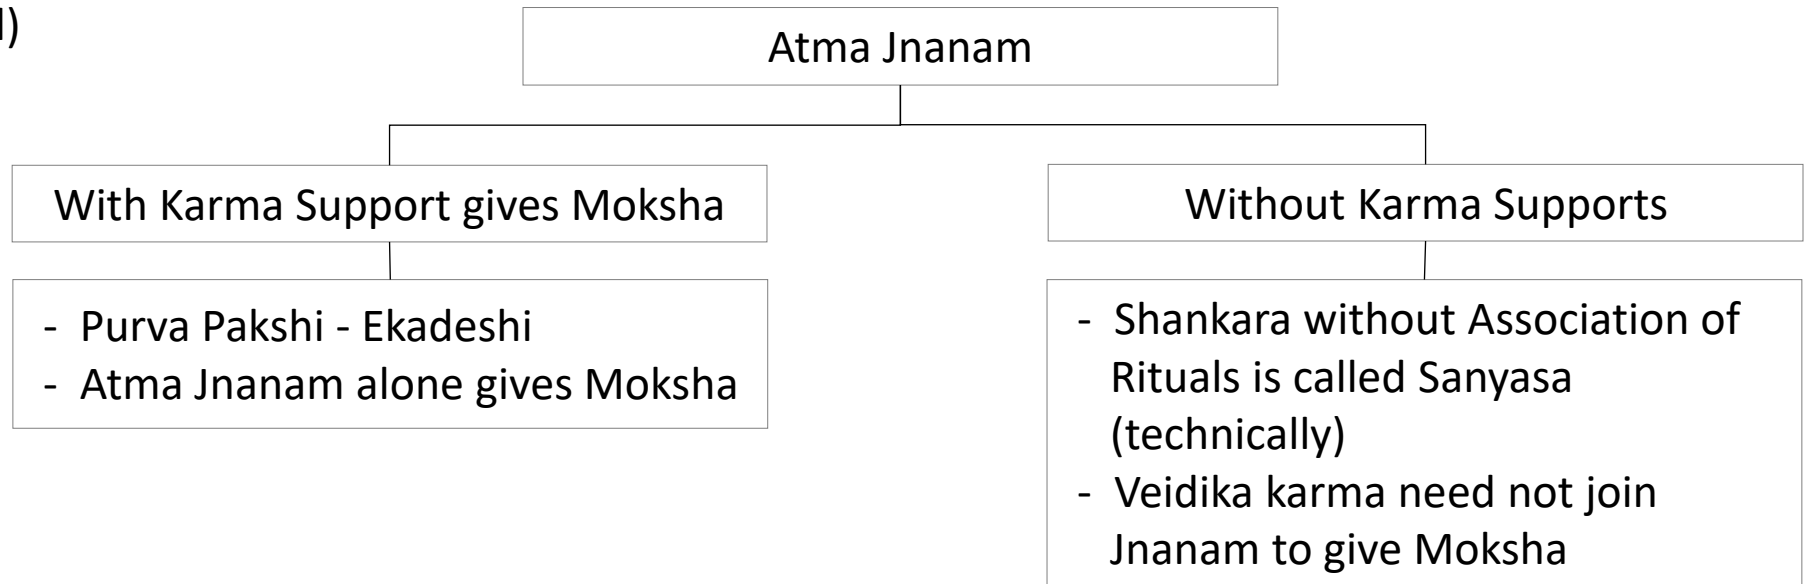 )
Atma Jnanam
With Karma Support gives Moksha
Without Karma Supports
- Purva Pakshi - Ekadeshi
- Atma Jnanam alone gives Moksha
- Shankara without Association of
Rituals is called Sanyasa
(technically)
- Veidika karma need not join
Jnanam to give Moksha